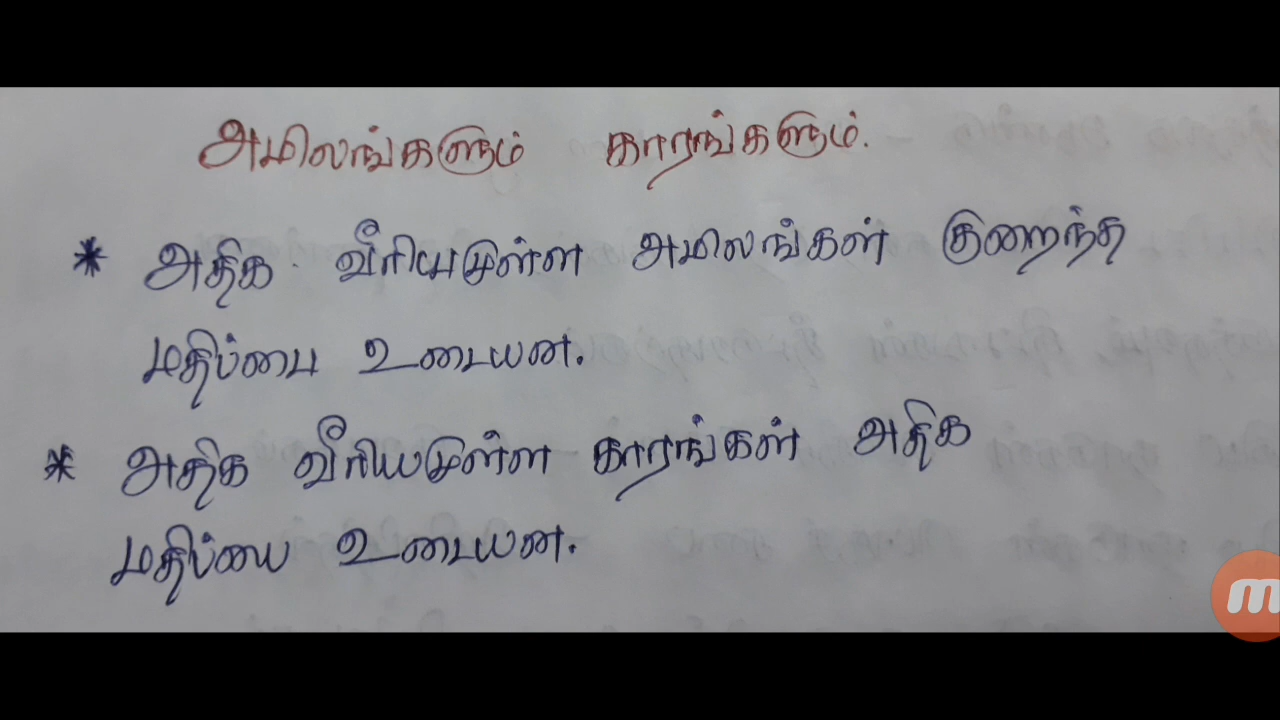 அமிலங்களும் காரங்களும்.
* அதிக வீரியமுள்ள அமிலங்கள் குறைந்த
மதிப்பை உடையன.
* அதிக வீரியமுள்ள காரங்கள் அதிக
மதிப்யை உடையன.